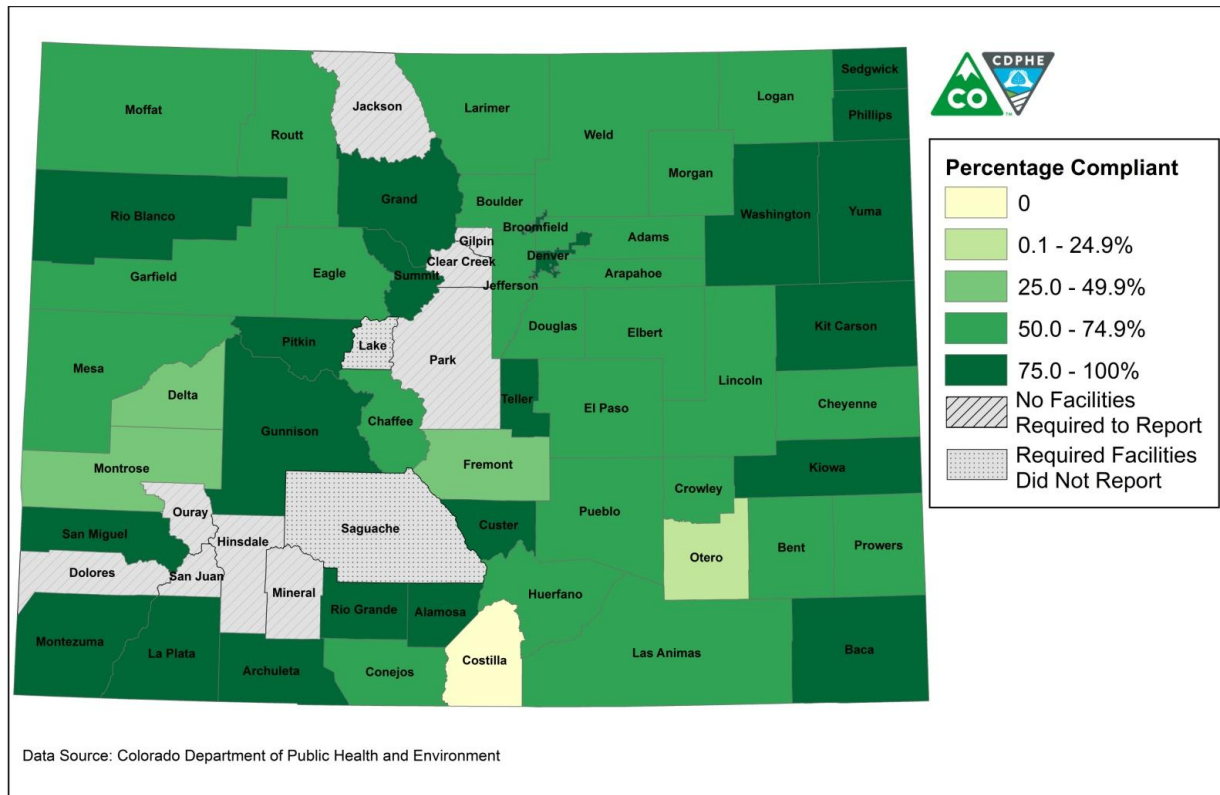 Moffat
Routt
Jackson
Larimer
Weld
Logan
Sedgwick
Phillips
Morgan
Rio Blanco
Grand
Boulder
Washington
Yuma
Gilpin
Broomfield
Adams
Denver
Clear Creek
Garfield
Eagle
Summit
Arapahoe
Jefferson
Pitkin
Lake
Park
Douglas
Elbert
Kit Carson
Mesa
Delta
Gunnison
Chaffee
Teller
El Paso
Lincoln
Cheyenne
Montrose
Fremont
Kiowa
Ouray
Crowley
San Miguel
Hinsdale
Saguache
Custer
Pueblo
Otero
Bent
Prowers
Dolores
San Juan
Mineral
Rio Grande
Alamosa
Huerfano
Montezuma
La Plata
Archuleta
Conejos
Costilla
Las Animas
Baca
CO
TM
CDPHE
Percentage Compliant
0
0.1 - 24.9%
25.0 - 49.9%
50.0 - 74.9%
75.0 - 100%
No Facilities
Required to Report
Required Facilities
Did Not Report
Data Source: Colorado Department of Public Health and Environment